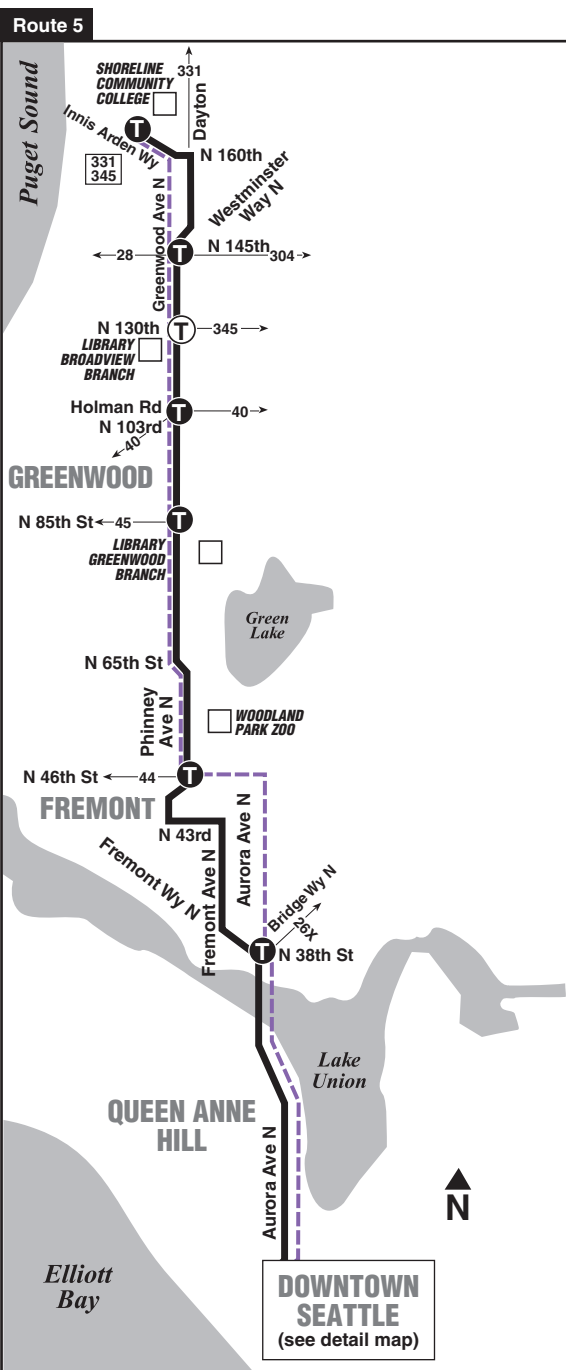 Route 5
Puget Sound
SHORELINE
COMMUNITY
COLLEGE
331
Dayton
T
Innis Arden Wy
N 160th
331
345
Westminster
Way N
Greenwood Ave N
28
T
N 145th
304
N 130th
T
345
LIBRARY
BROADVIEW
BRANCH
Holman Rd
T
40
N 103rd
40
GREENWOOD
N 85th St
45
T
LIBRARY
GREENWOOD
BRANCH
Green
Lake
N 65th St
Phinney
Ave N
WOODLAND
PARK ZOO
N 46th St
44
T
FREMONT
Aurora Ave N
N 43rd
Fremont Wy N
Fremont Ave N
Bridge Wy N
26X
T
N 38th St
Lake
Union
QUEEN ANNE
HILL
Aurora Ave N
N
Elliott
Bay
DOWNTOWN
SEATTLE
(see detail map)